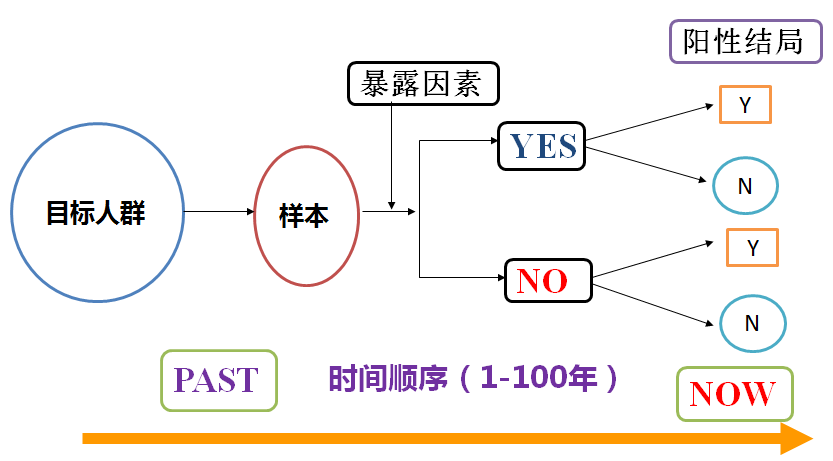 阳性结局
暴露因素
Y
YES
目标人群
样本
N
Y
NO
N
PAST
时间顺序（1-100年）
NOW